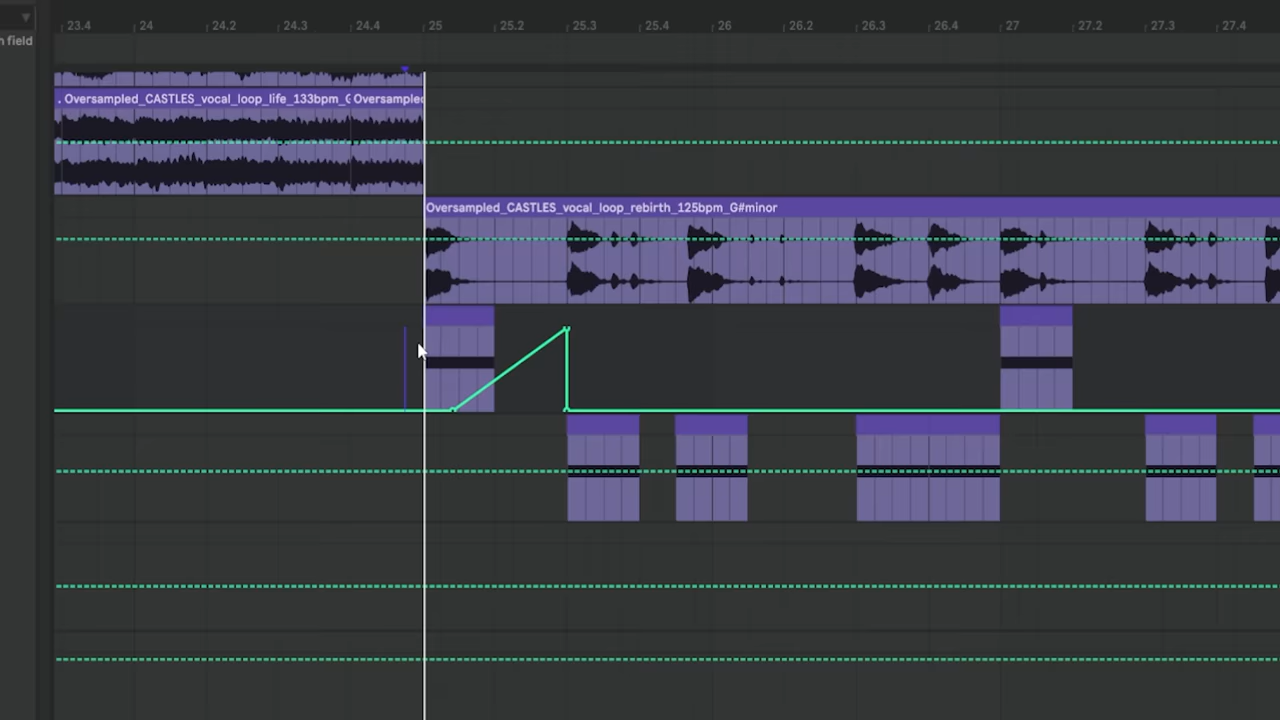 23.4 24 24.2 24.3 24.4 25 25.2 25.3 25.4 26 26.2 26.3 26.4 27 27.2 27.3 27.4
field
. Oversampled_CASTLES_vocal_loop_life_133bpm_G Oversampled
Oversampled_CASTLES_vocal_loop_rebirth_125bpm_G#minor